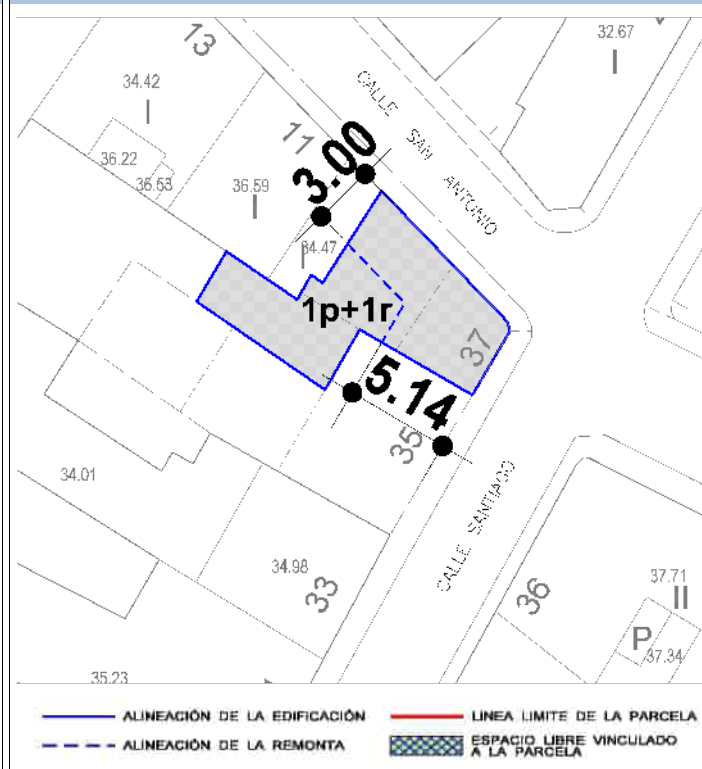 13
32.67
I
34.42
I
CALLE SAN ANTONIO
11
3.00
36.22
36.53
36.59
I
34.47
I
1p+1r
37
5.14
35
34.01
CALLE SANTIAGO
34.98
33
36
37.71
II
P
37.34
35.23
ALINEACIÓN DE LA EDIFICACIÓN
LINEA LIMITE DE LA PARCELA
ALINEACIÓN DE LA REMONTA
ESPACIO LIBRE VINCULADO
A LA PARCELA